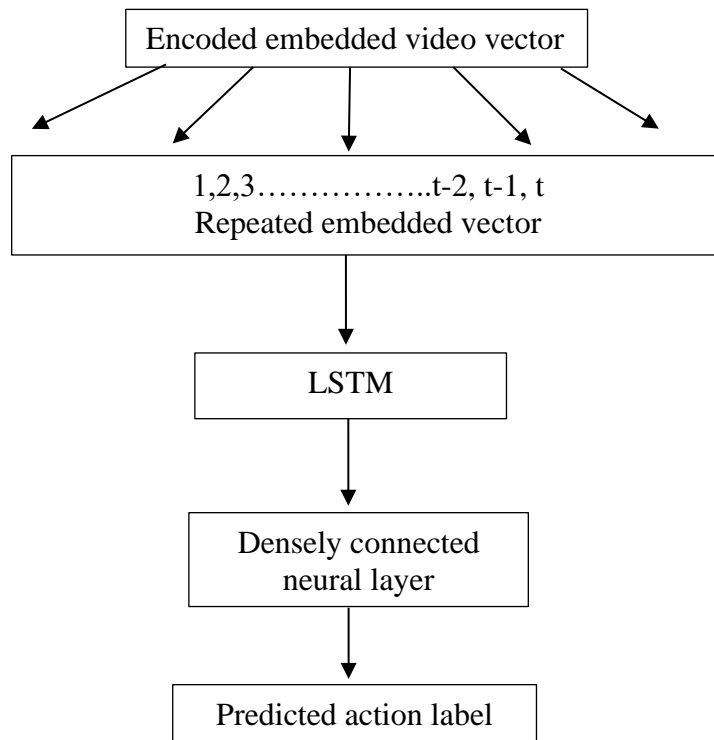 Encoded embedded video vector
1,2,3………………..t-2, t-1, t
Repeated embedded vector
LSTM
Densely connected
neural layer
Predicted action label